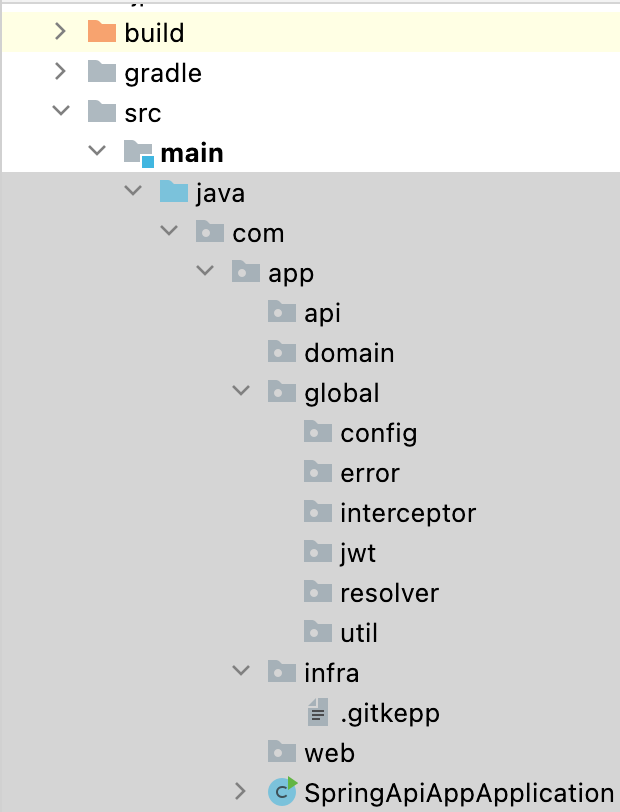 build
gradle
src
main
java
com
app
api
domain
global
config
error
interceptor
jwt
resolver
util
infra
.gitkepp
web
SpringApiAppApplication